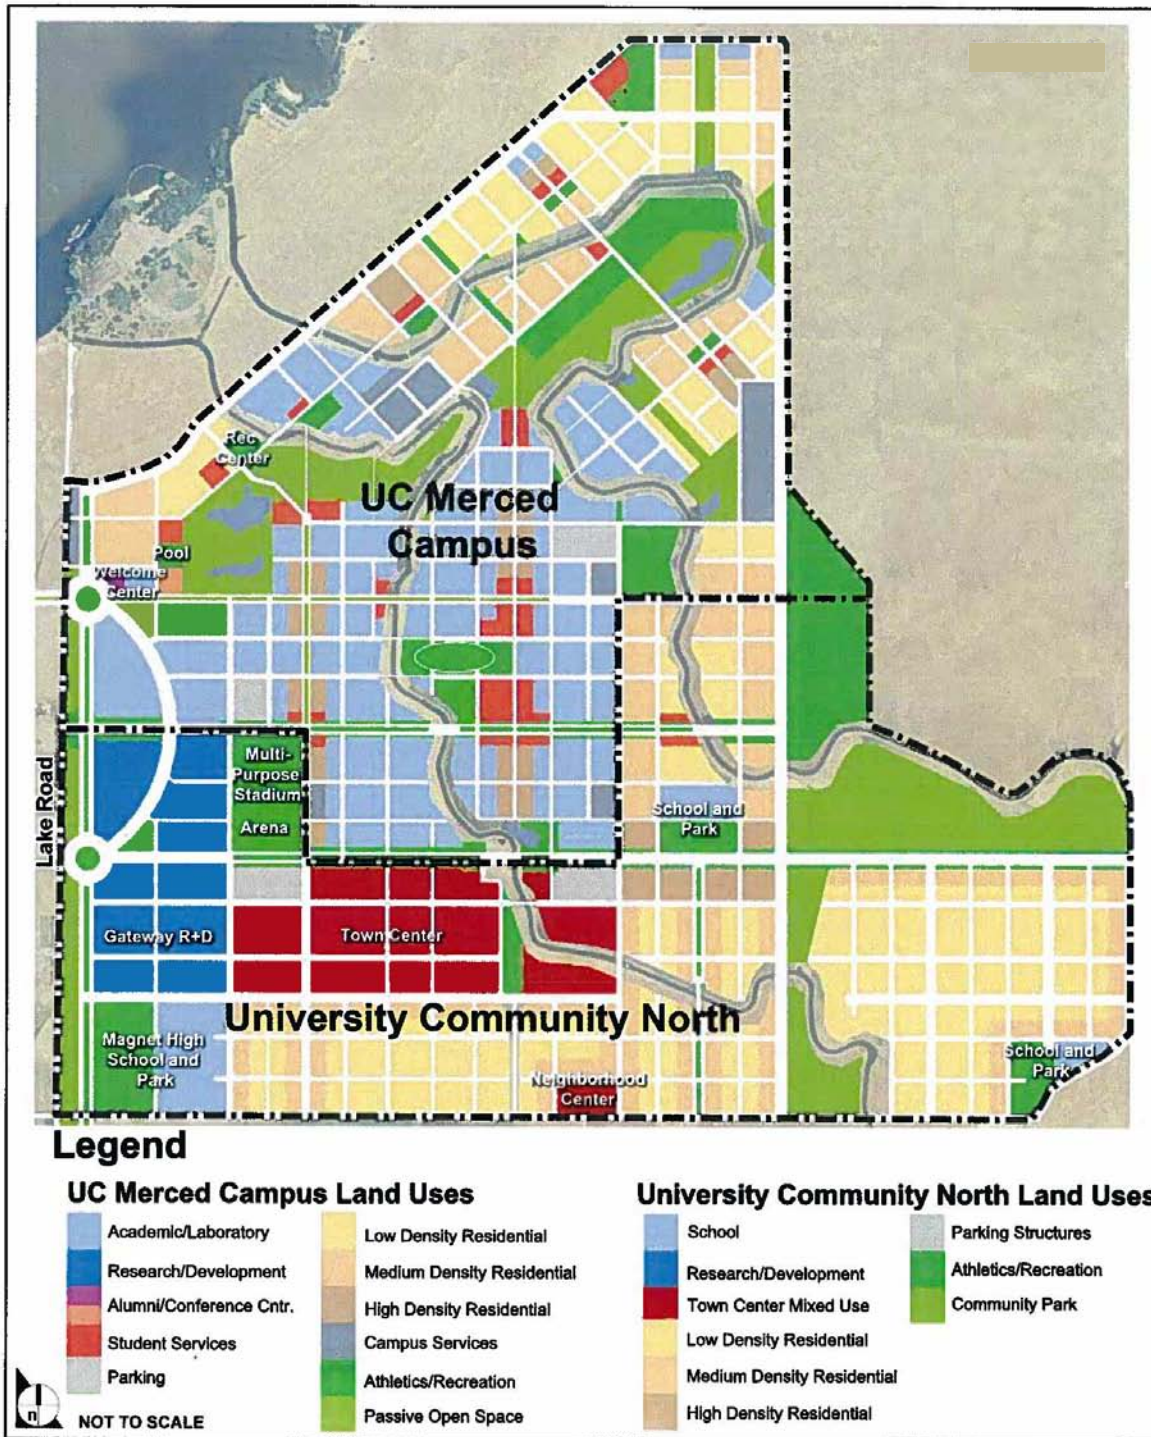 Rec
Center
UC Merced
Campus
Pool
Welcome
Center
Lake Road
Multi-
Purpose
Stadium
Arena
School and
Park
Gateway R+D
Town Center
University Community North
Magnet High
School and
Park
Neighborhood
Center
School and
Park
Legend
UC Merced Campus Land Uses
Academic/Laboratory
Research/Development
Alumni/Conference Cntr.
Student Services
Parking
Low Density Residential
Medium Density Residential
High Density Residential
Campus Services
Athletics/Recreation
Passive Open Space
University Community North Land Uses
School
Research/Development
Town Center Mixed Use
Low Density Residential
Medium Density Residential
High Density Residential
Parking Structures
Athletics/Recreation
Community Park
n
NOT TO SCALE